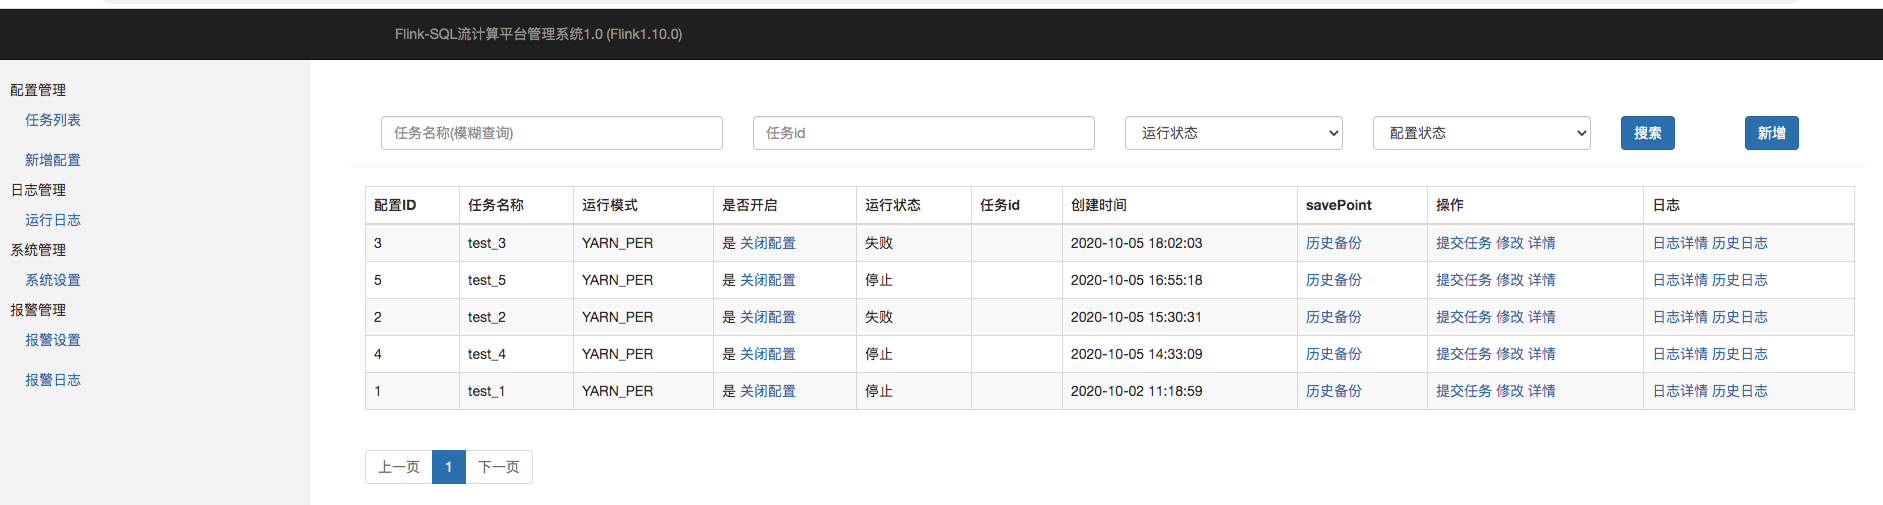 Flink-SQL流计算平台管理系统1.0 (Flink1.10.0)
配置管理
任务列表
新增配置
日志管理
运行日志
系统管理
系统设置
报警管理
报警设置
报警日志
任务名称(模糊查询) 任务id 运行状态 配置状态 搜索 新增
配置ID 任务名称 运行模式 是否开启 运行状态 任务id 创建时间 savePoint 操作 日志
3 test_3 YARN_PER 是 关闭配置 失败 2020-10-05 18:02:03 历史备份 提交任务 修改 详情 日志详情 历史日志
5 test_5 YARN_PER 是 关闭配置 停止 2020-10-05 16:55:18 历史备份 提交任务 修改 详情 日志详情 历史日志
2 test_2 YARN_PER 是 关闭配置 失败 2020-10-05 15:30:31 历史备份 提交任务 修改 详情 日志详情 历史日志
4 test_4 YARN_PER 是 关闭配置 停止 2020-10-05 14:33:09 历史备份 提交任务 修改 详情 日志详情 历史日志
1 test_1 YARN_PER 是 关闭配置 停止 2020-10-02 11:18:59 历史备份 提交任务 修改 详情 日志详情 历史日志
上一页 1 下一页